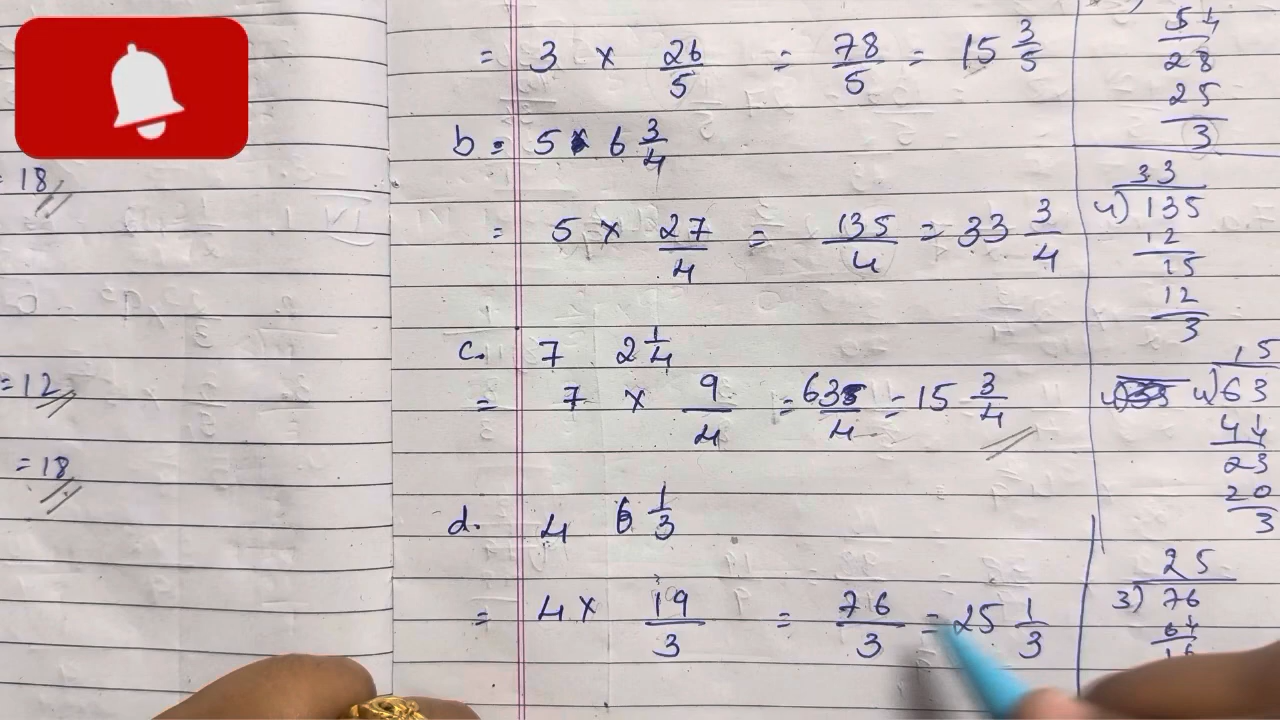 = 18
= 12
= 18
= 3 × 26/5 = 78/5 = 15 3/5
b = 5 × 6 3/4
= 5 × 27/4 = 135/4 = 33 3/4
c. 7 2 1/4
= 7 × 9/4 = 63/4 = 15 3/4
d. 4 6 1/3
= 4 × 19/3 = 76/3 = 25 1/3
28
25
3
33
4)135
12
15
12
3
15
4)63
23
20
3
25
3)76